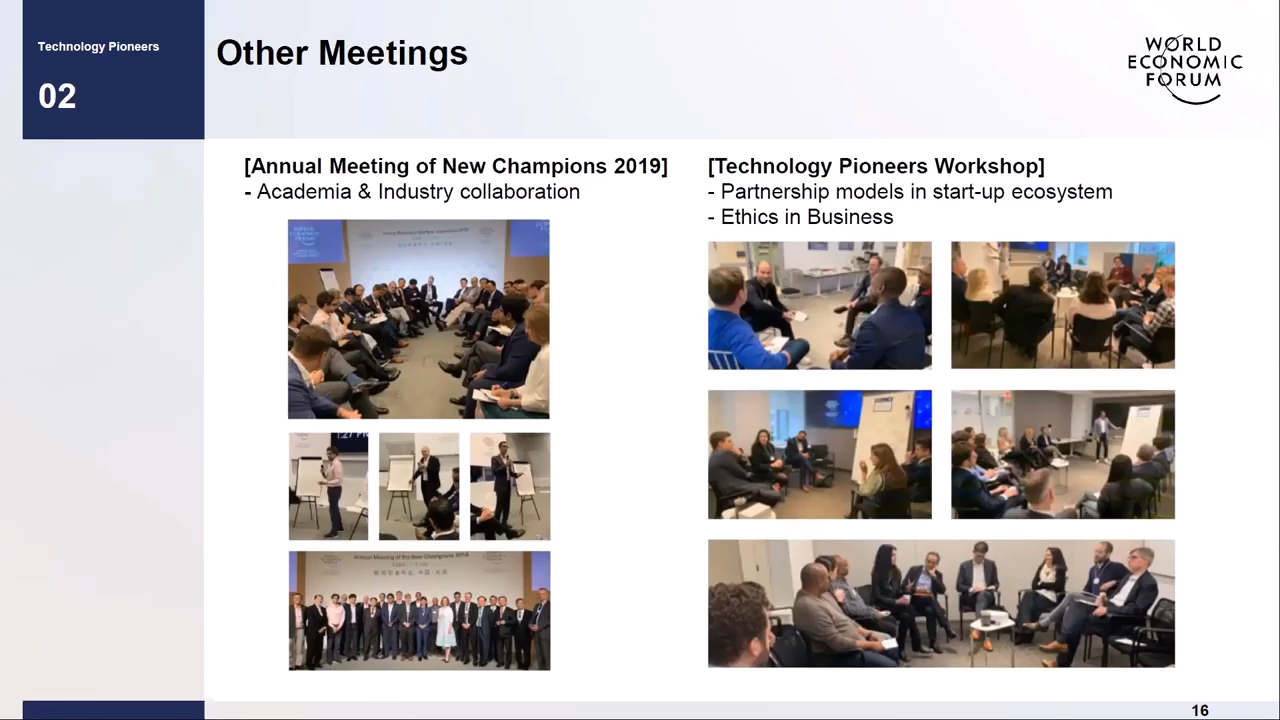 Technology Pioneers
02
Other Meetings
WORLD
ECONOMIC
FORUM
[Annual Meeting of New Champions 2019]
- Academia & Industry collaboration
[Technology Pioneers Workshop]
- Partnership models in start-up ecosystem
- Ethics in Business
Annual Meeting of the New Champions 2019
16